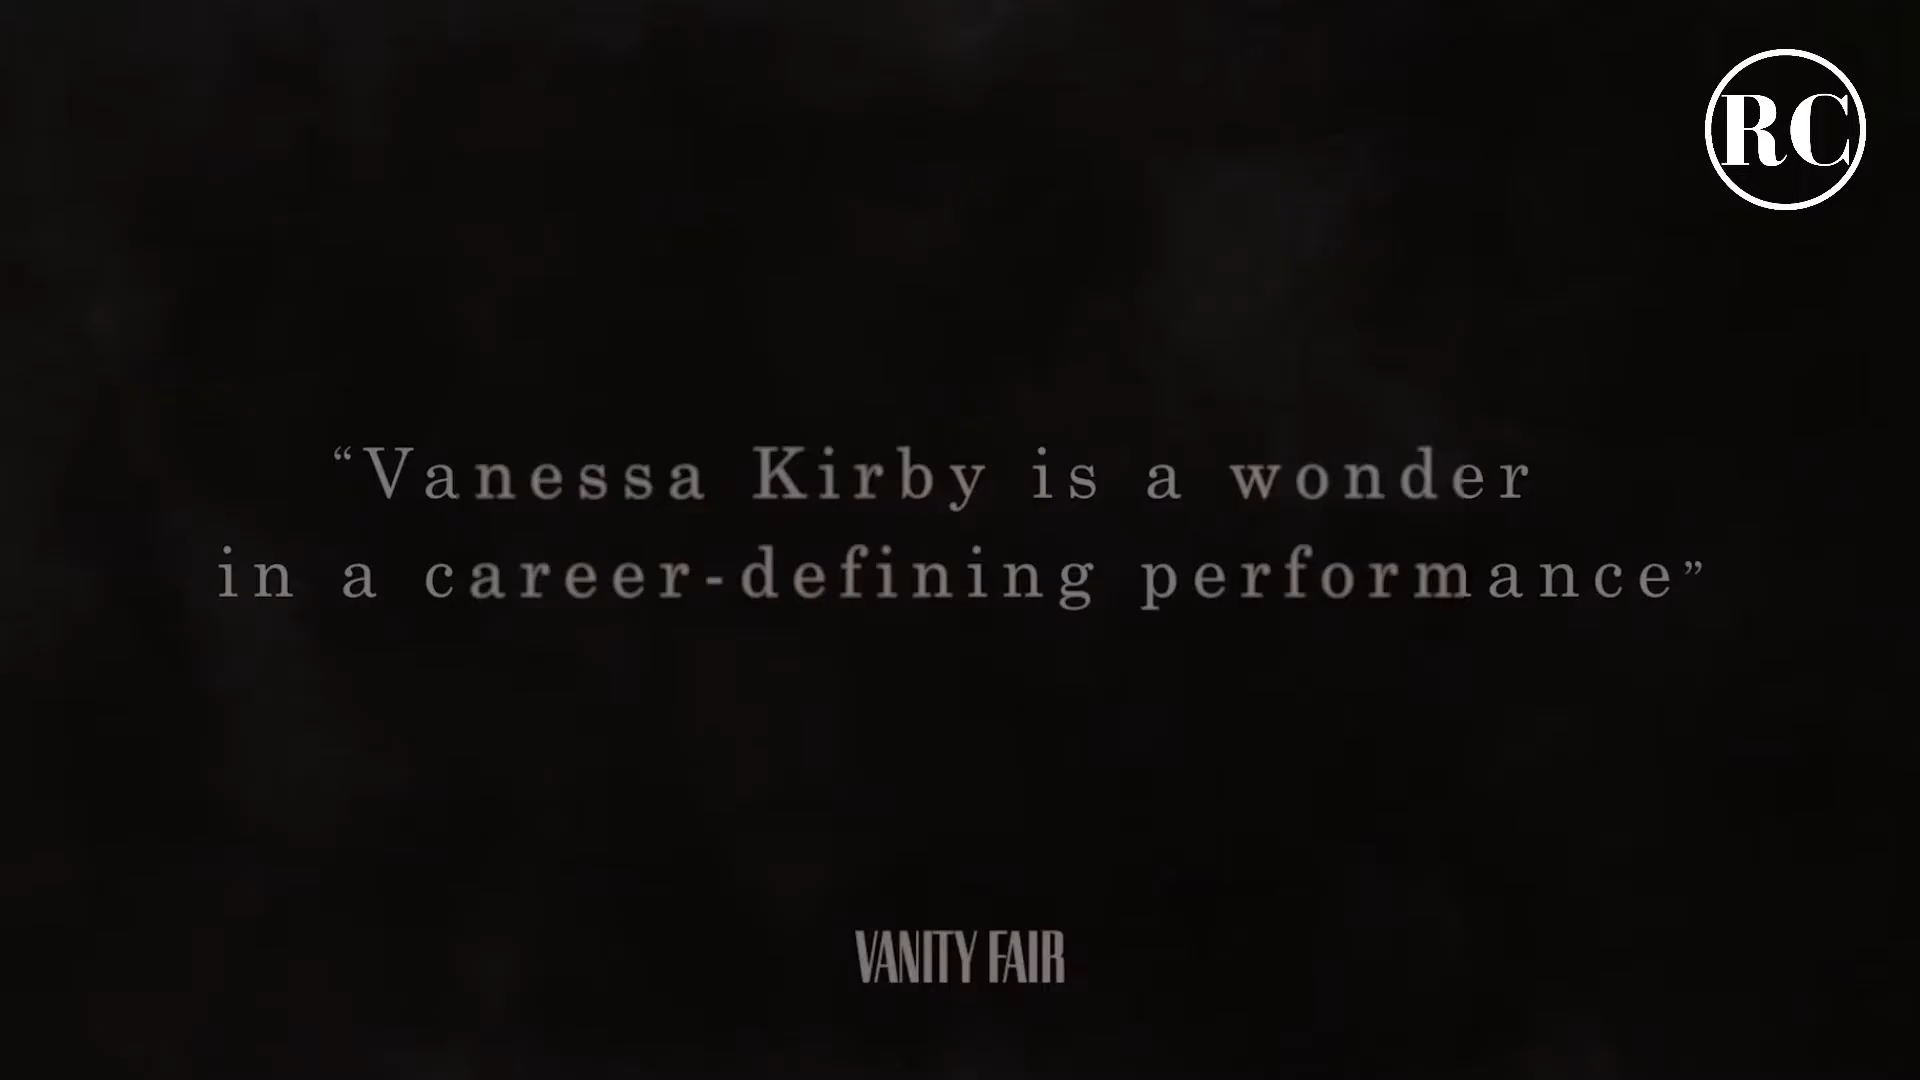 RC
“Vanessa Kirby is a wonder
in a career-defining performance”
VANITY FAIR